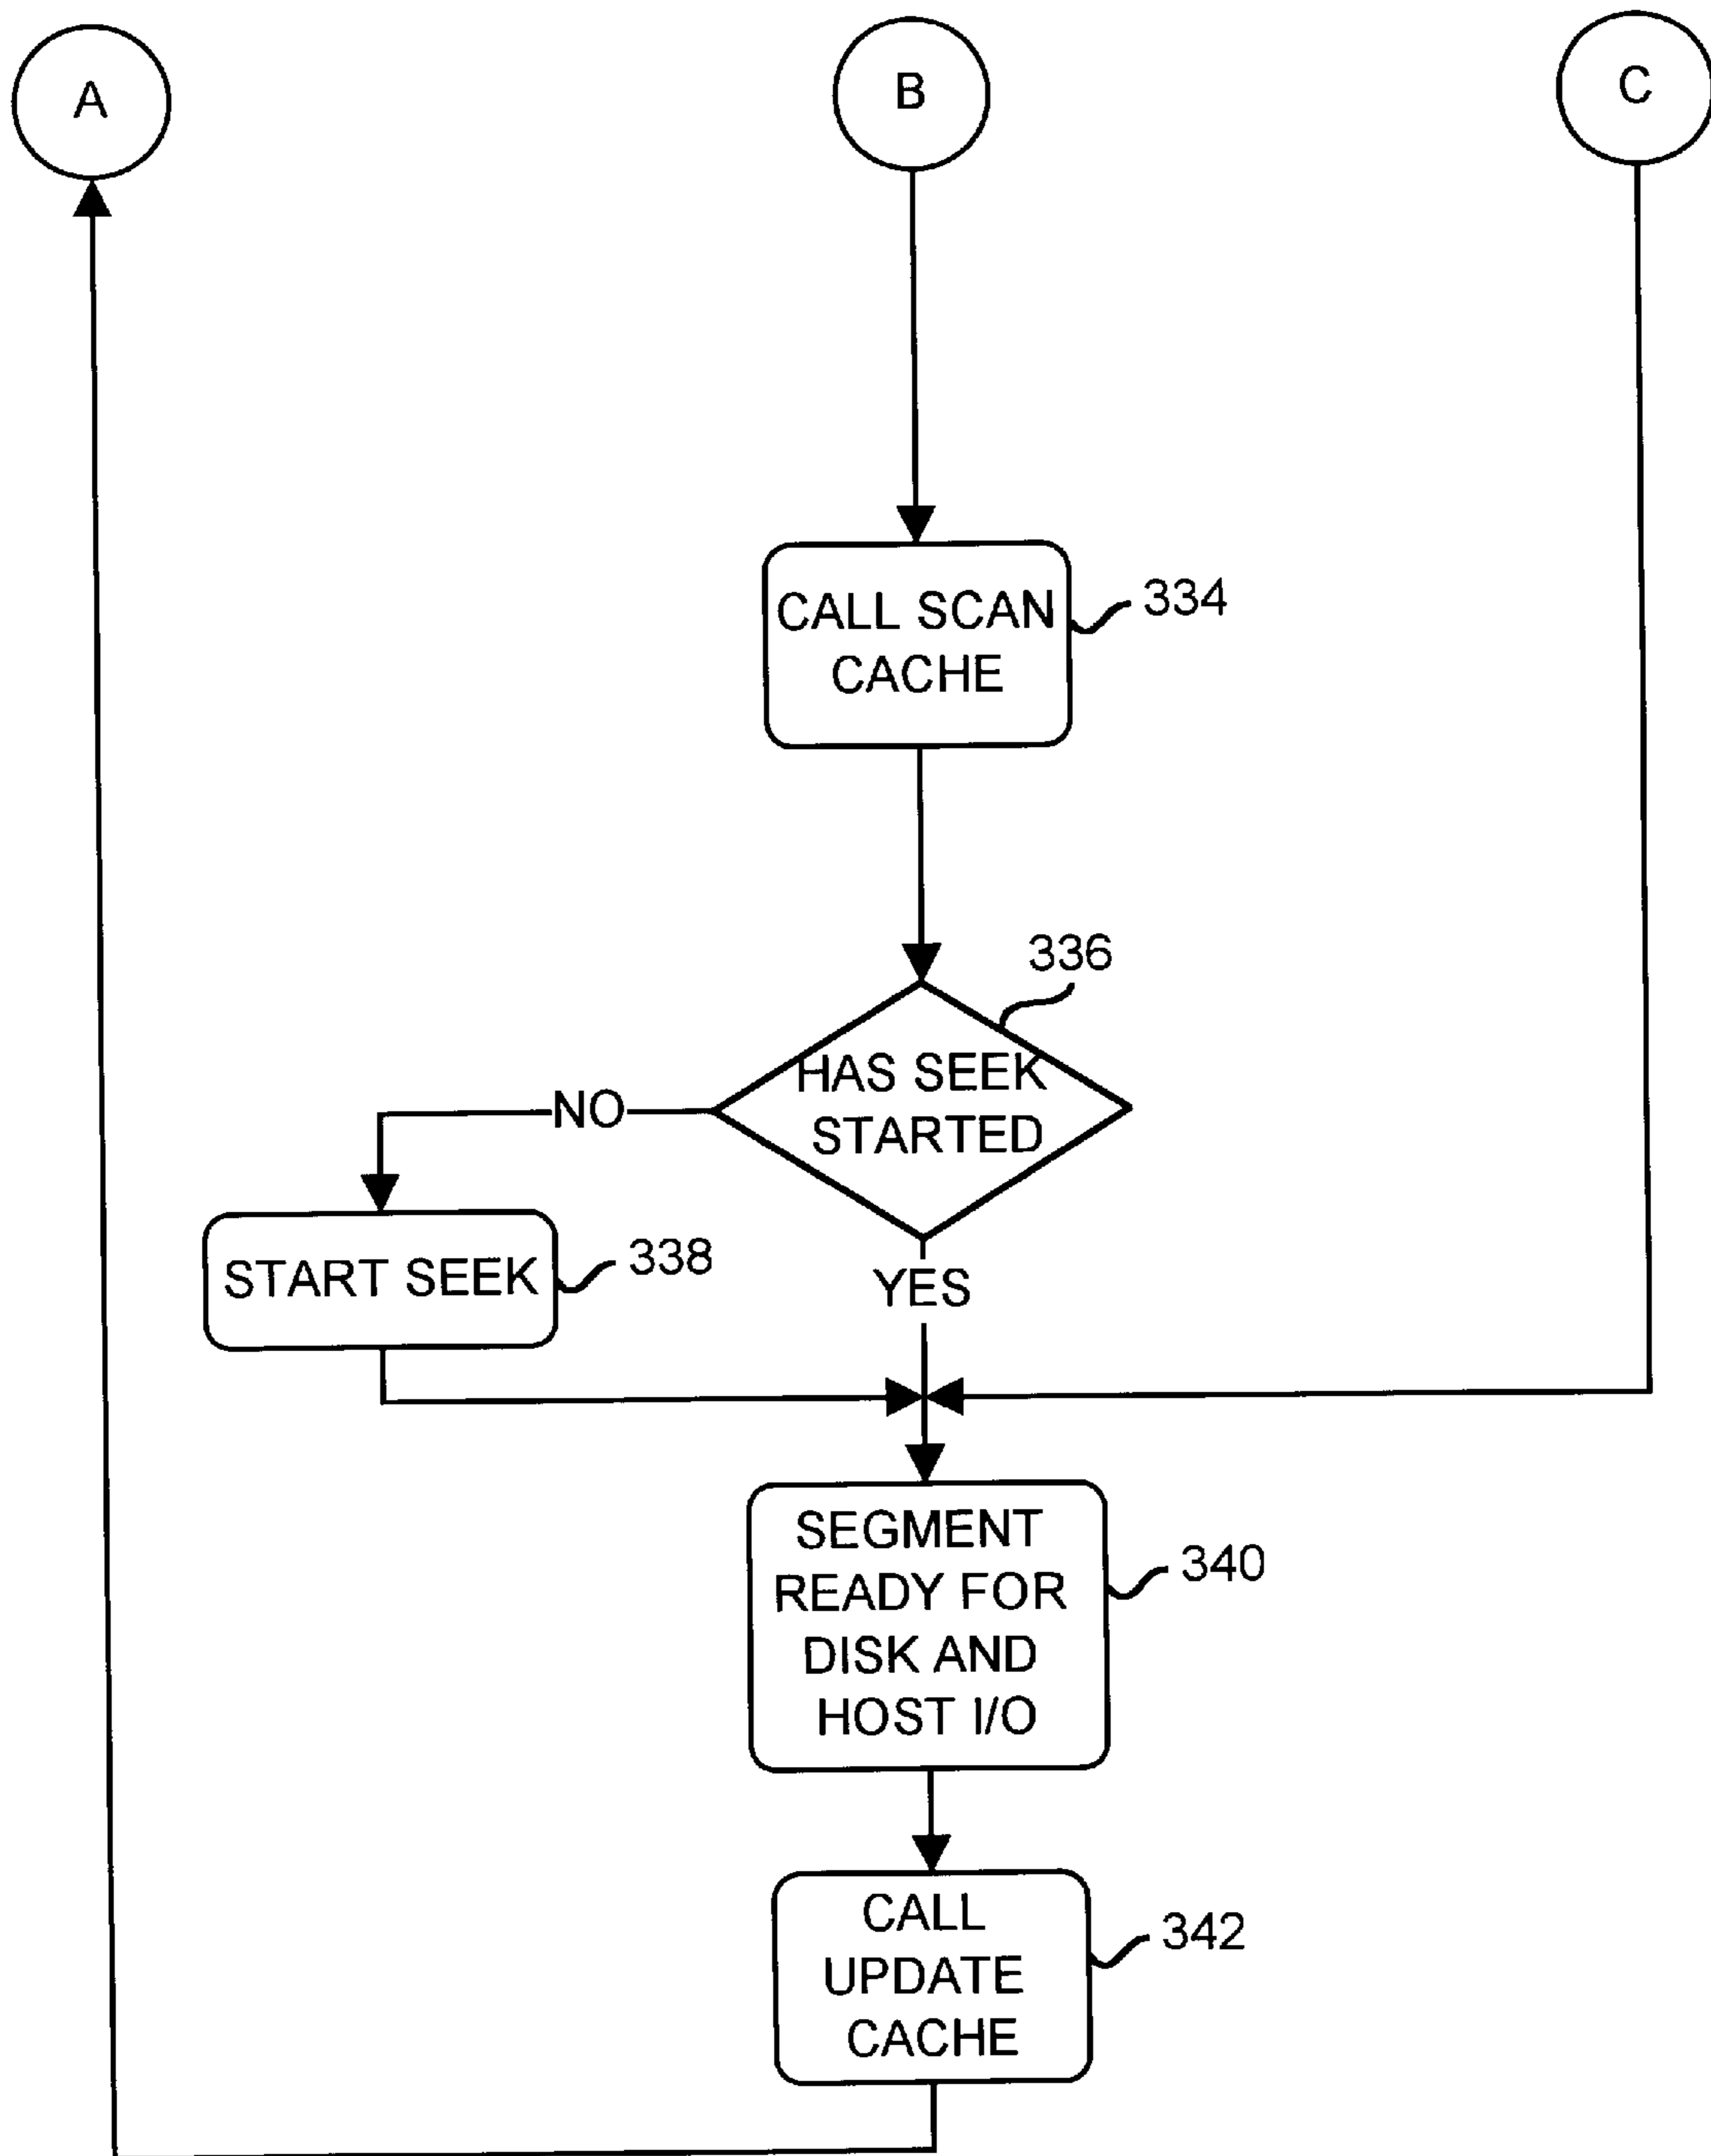 A
B
C
CALL SCAN
CACHE
334
336
HAS SEEK
STARTED
NO
START SEEK
338
YES
SEGMENT
READY FOR
DISK AND
HOST I/O
340
CALL
UPDATE
CACHE
342